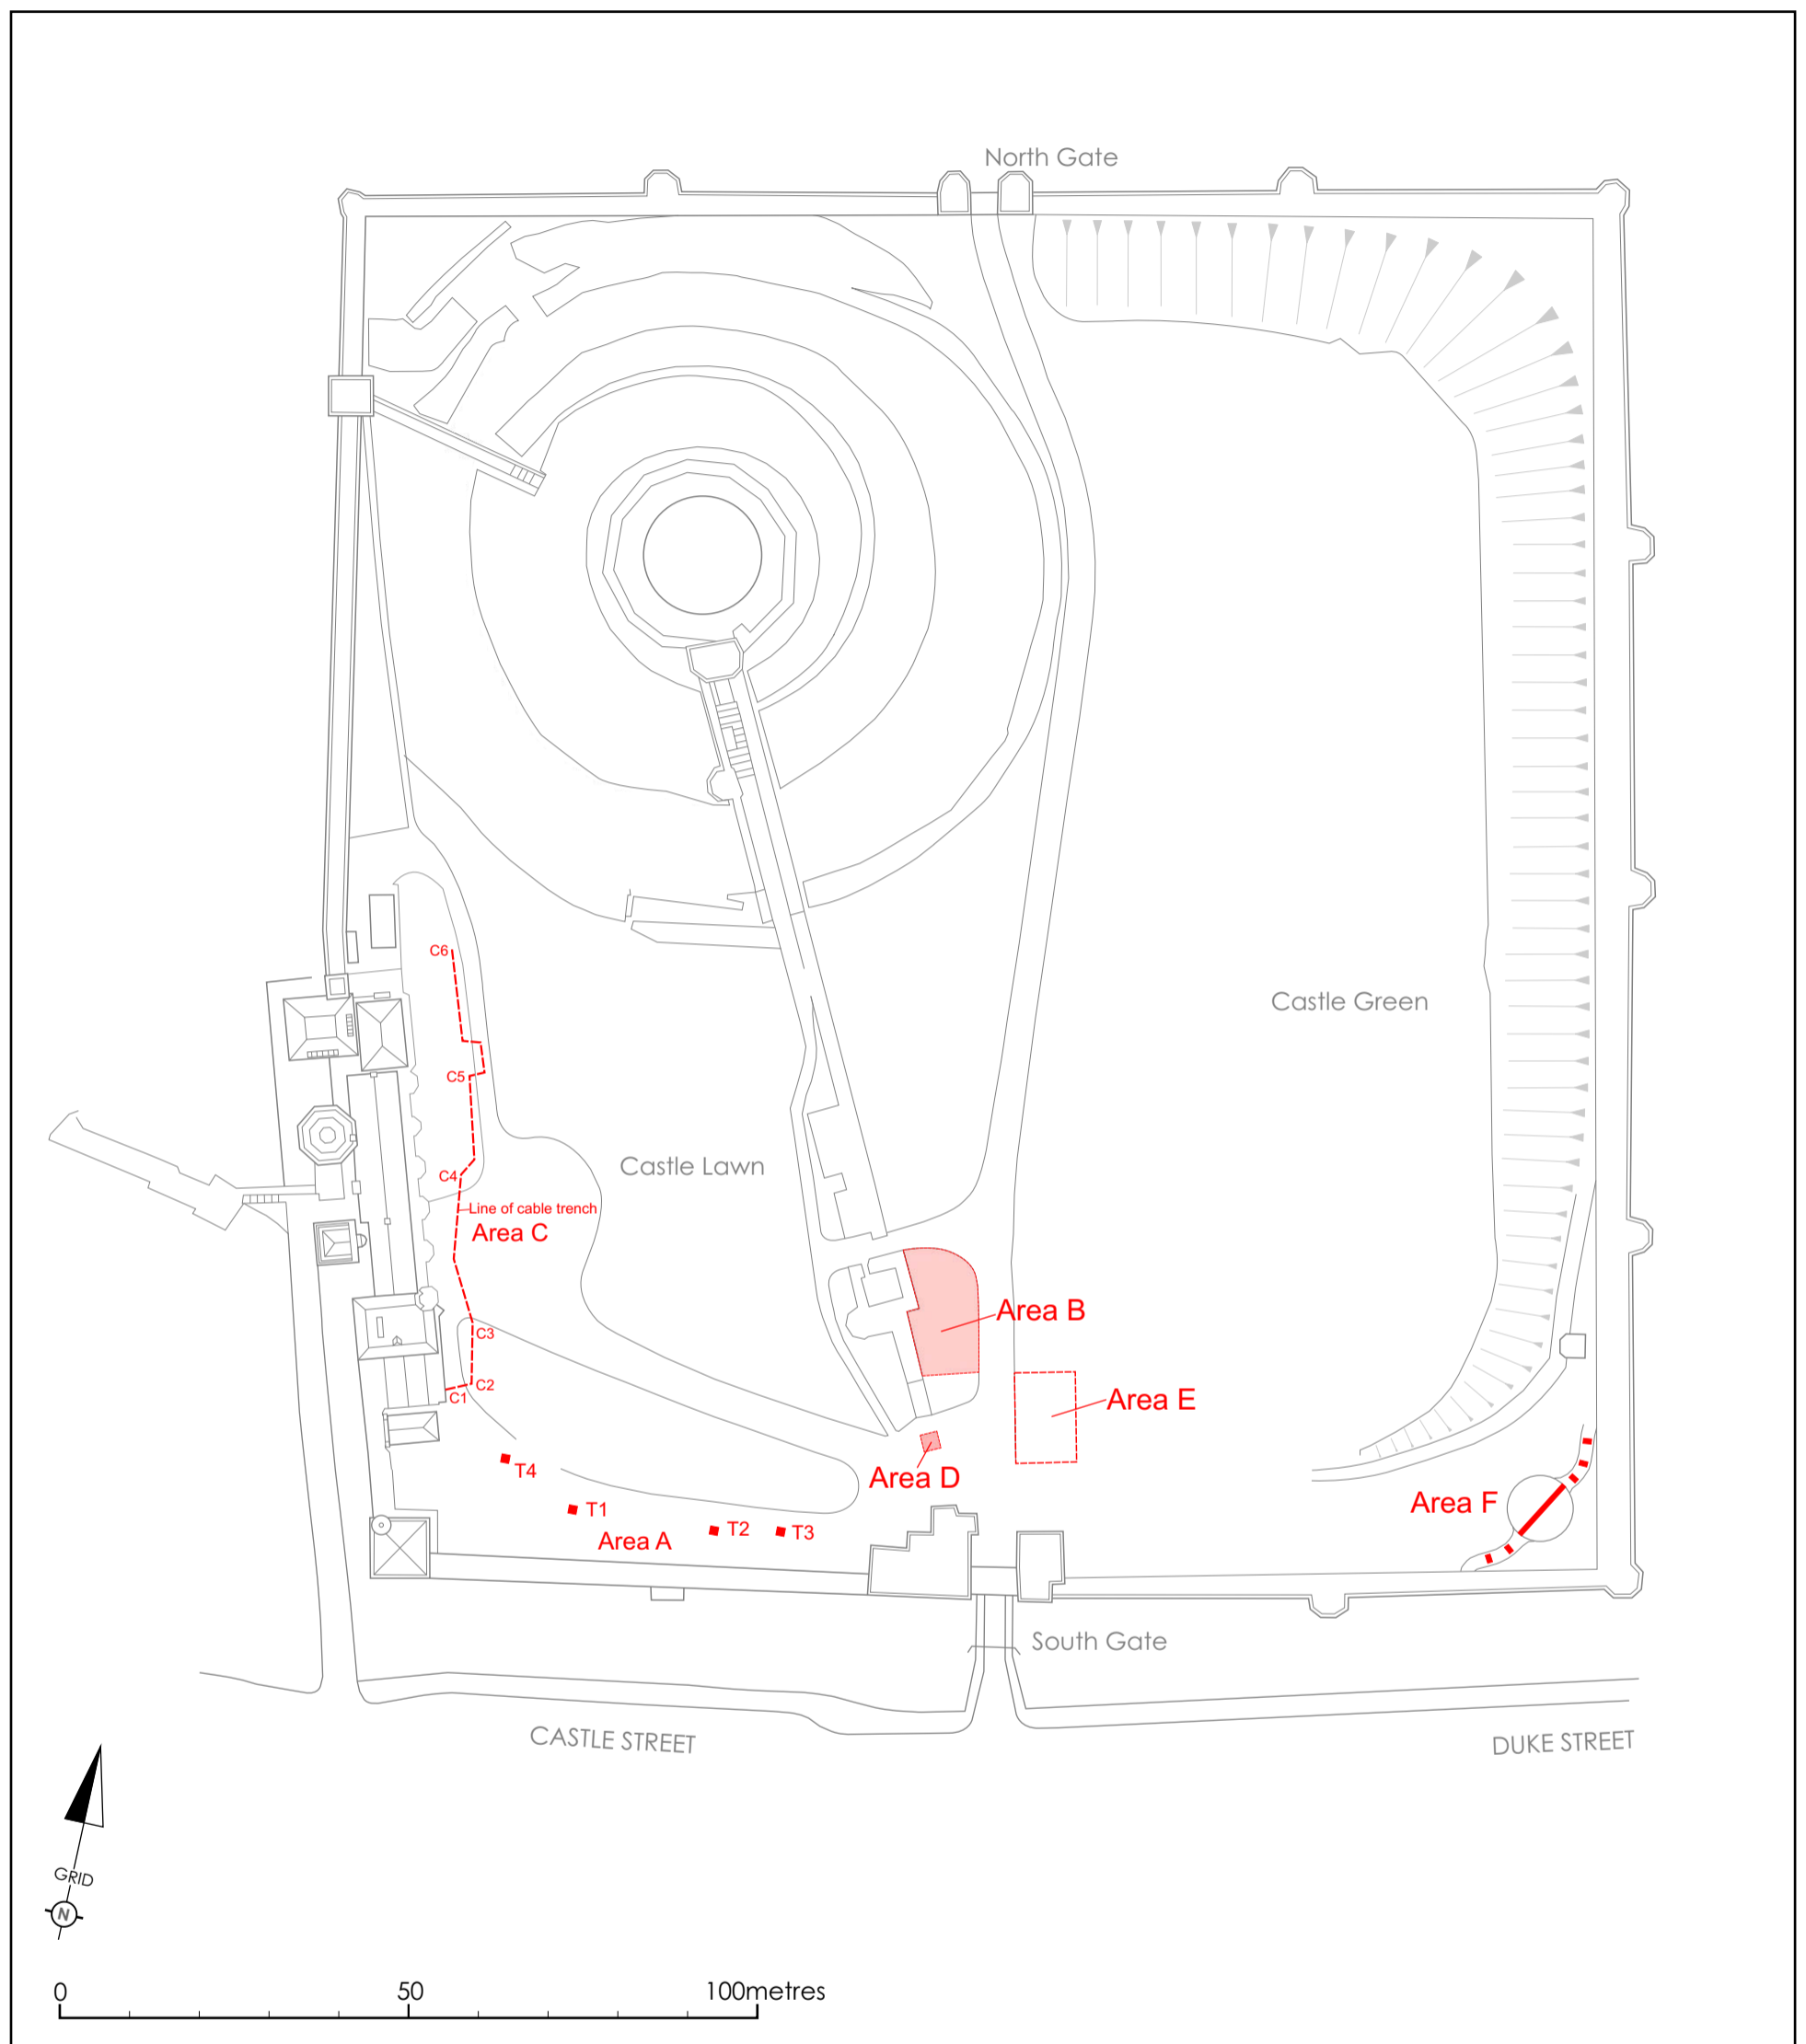 North Gate
C6
Castle Green
C5
Castle Lawn
C4
Line of cable trench
Area C
Area B
C3
C2
C1
Area E
T4
Area D
Area F
T1
T2
T3
Area A
South Gate
CASTLE STREET
DUKE STREET
GRID
N
0 50 100metres